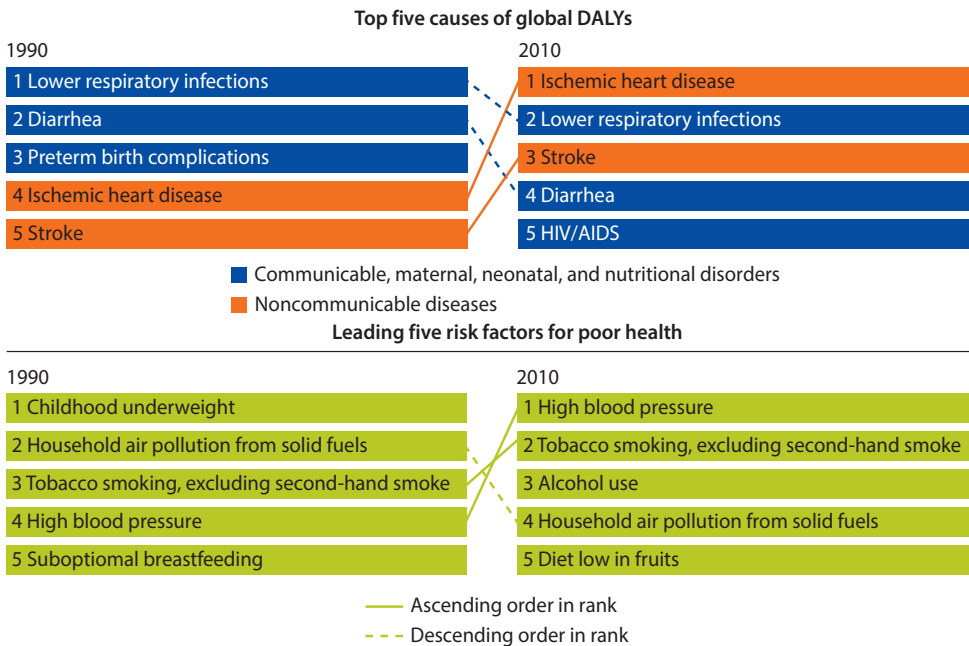 Top five causes of global DALYs
1990
2010
1 Lower respiratory infections
1 Ischemic heart disease
2 Diarrhea
2 Lower respiratory infections
3 Preterm birth complications
3 Stroke
4 Ischemic heart disease
4 Diarrhea
5 Stroke
5 HIV/AIDS
Communicable, maternal, neonatal, and nutritional disorders
Noncommunicable diseases
Leading five risk factors for poor health
1990
2010
1 Childhood underweight
1 High blood pressure
2 Household air pollution from solid fuels
2 Tobacco smoking, excluding second-hand smoke
3 Tobacco smoking, excluding second-hand smoke
3 Alcohol use
4 High blood pressure
4 Household air pollution from solid fuels
5 Suboptiomal breastfeeding
5 Diet low in fruits
Ascending order in rank
Descending order in rank